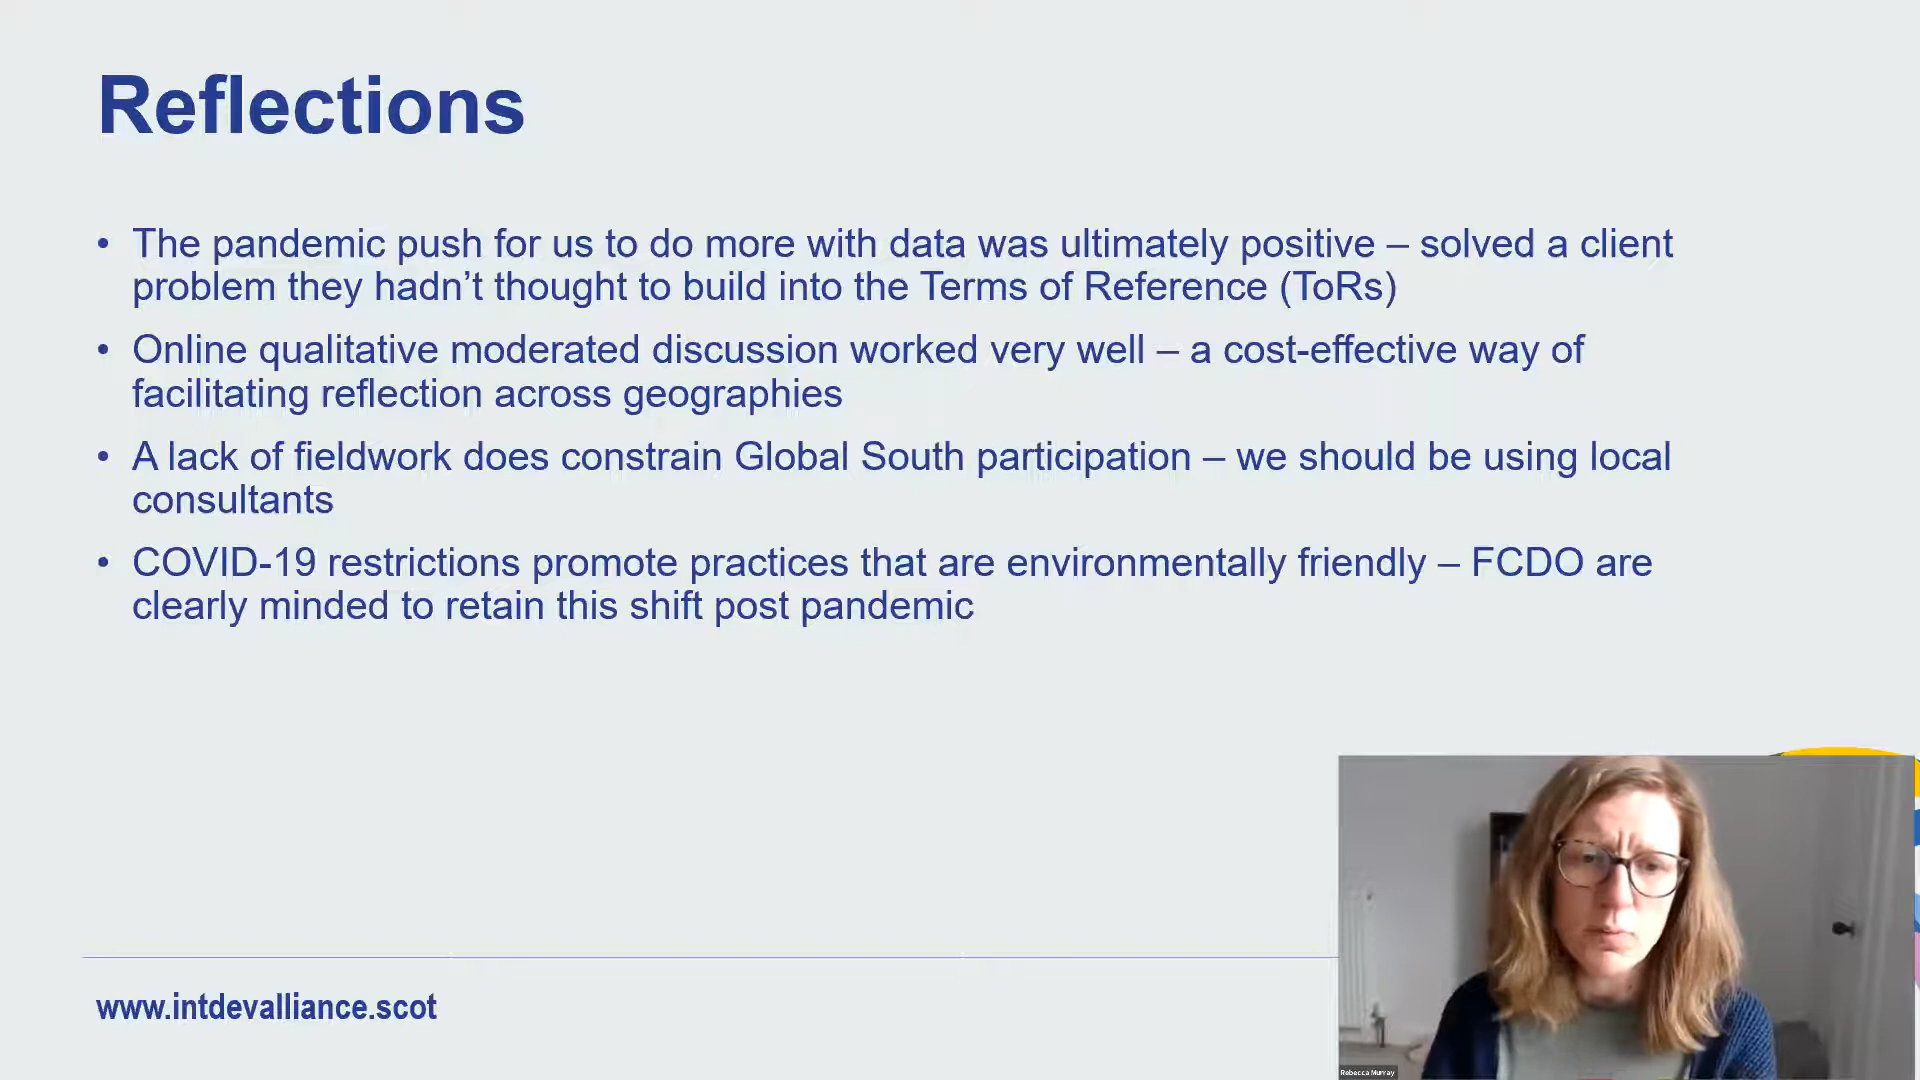 Reflections
• The pandemic push for us to do more with data was ultimately positive – solved a client
problem they hadn’t thought to build into the Terms of Reference (ToRs)
• Online qualitative moderated discussion worked very well – a cost-effective way of
facilitating reflection across geographies
• A lack of fieldwork does constrain Global South participation – we should be using local
consultants
• COVID-19 restrictions promote practices that are environmentally friendly – FCDO are
clearly minded to retain this shift post pandemic
www.intdevalliance.scot
Rebecca Murray